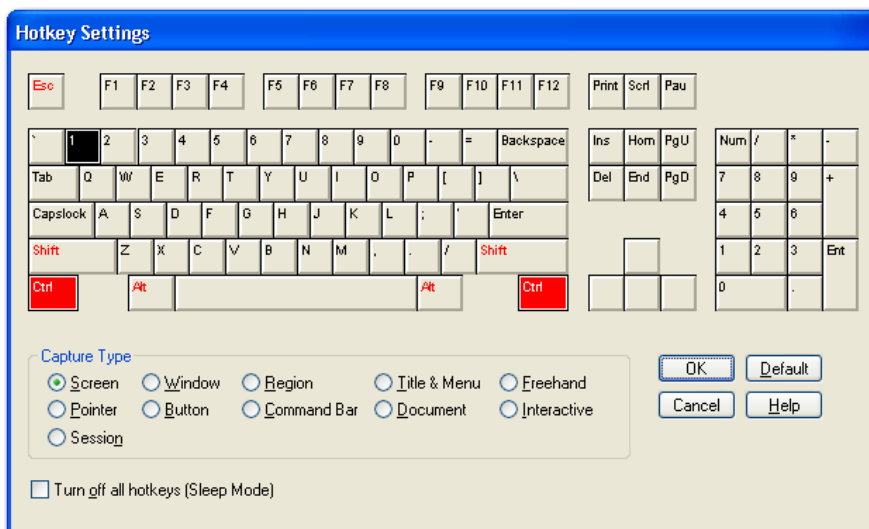 Hotkey Settings
Esc F1 F2 F3 F4 F5 F6 F7 F8 F9 F10 F11 F12 Print Scrl Pau
` 1 2 3 4 5 6 7 8 9 0 - = Backspace Ins Hom PgU Num / * -
Tab Q W E R T Y U I O P [ ] \ Del End PgD 7 8 9 +
Capslock A S D F G H J K L ; ' Enter 4 5 6
Shift Z X C V B N M , . / Shift 1 2 3 Ent
Ctrl Alt Alt Ctrl 0 .
Capture Type
Screen Window Region Title & Menu Freehand OK Default
Pointer Button Command Bar Document Interactive Cancel Help
Session
Turn off all hotkeys (Sleep Mode)